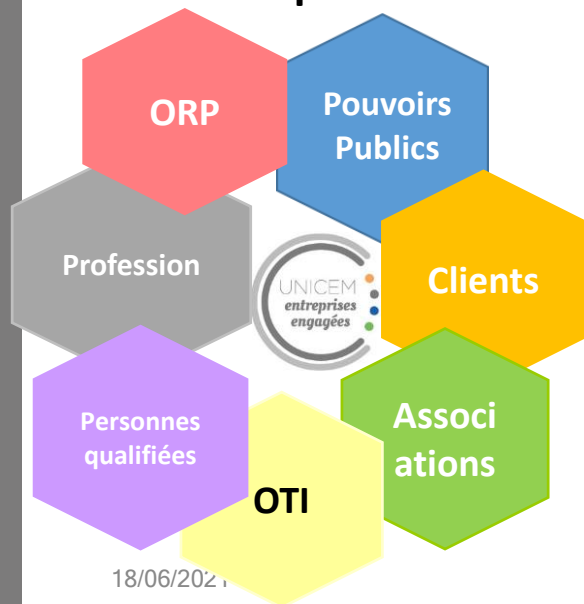 ORP
Pouvoirs
Publics
Profession
UNICEM
entreprises
engagées
Clients
Personnes
qualifiées
Associ
ations
OTI
18/06/2021